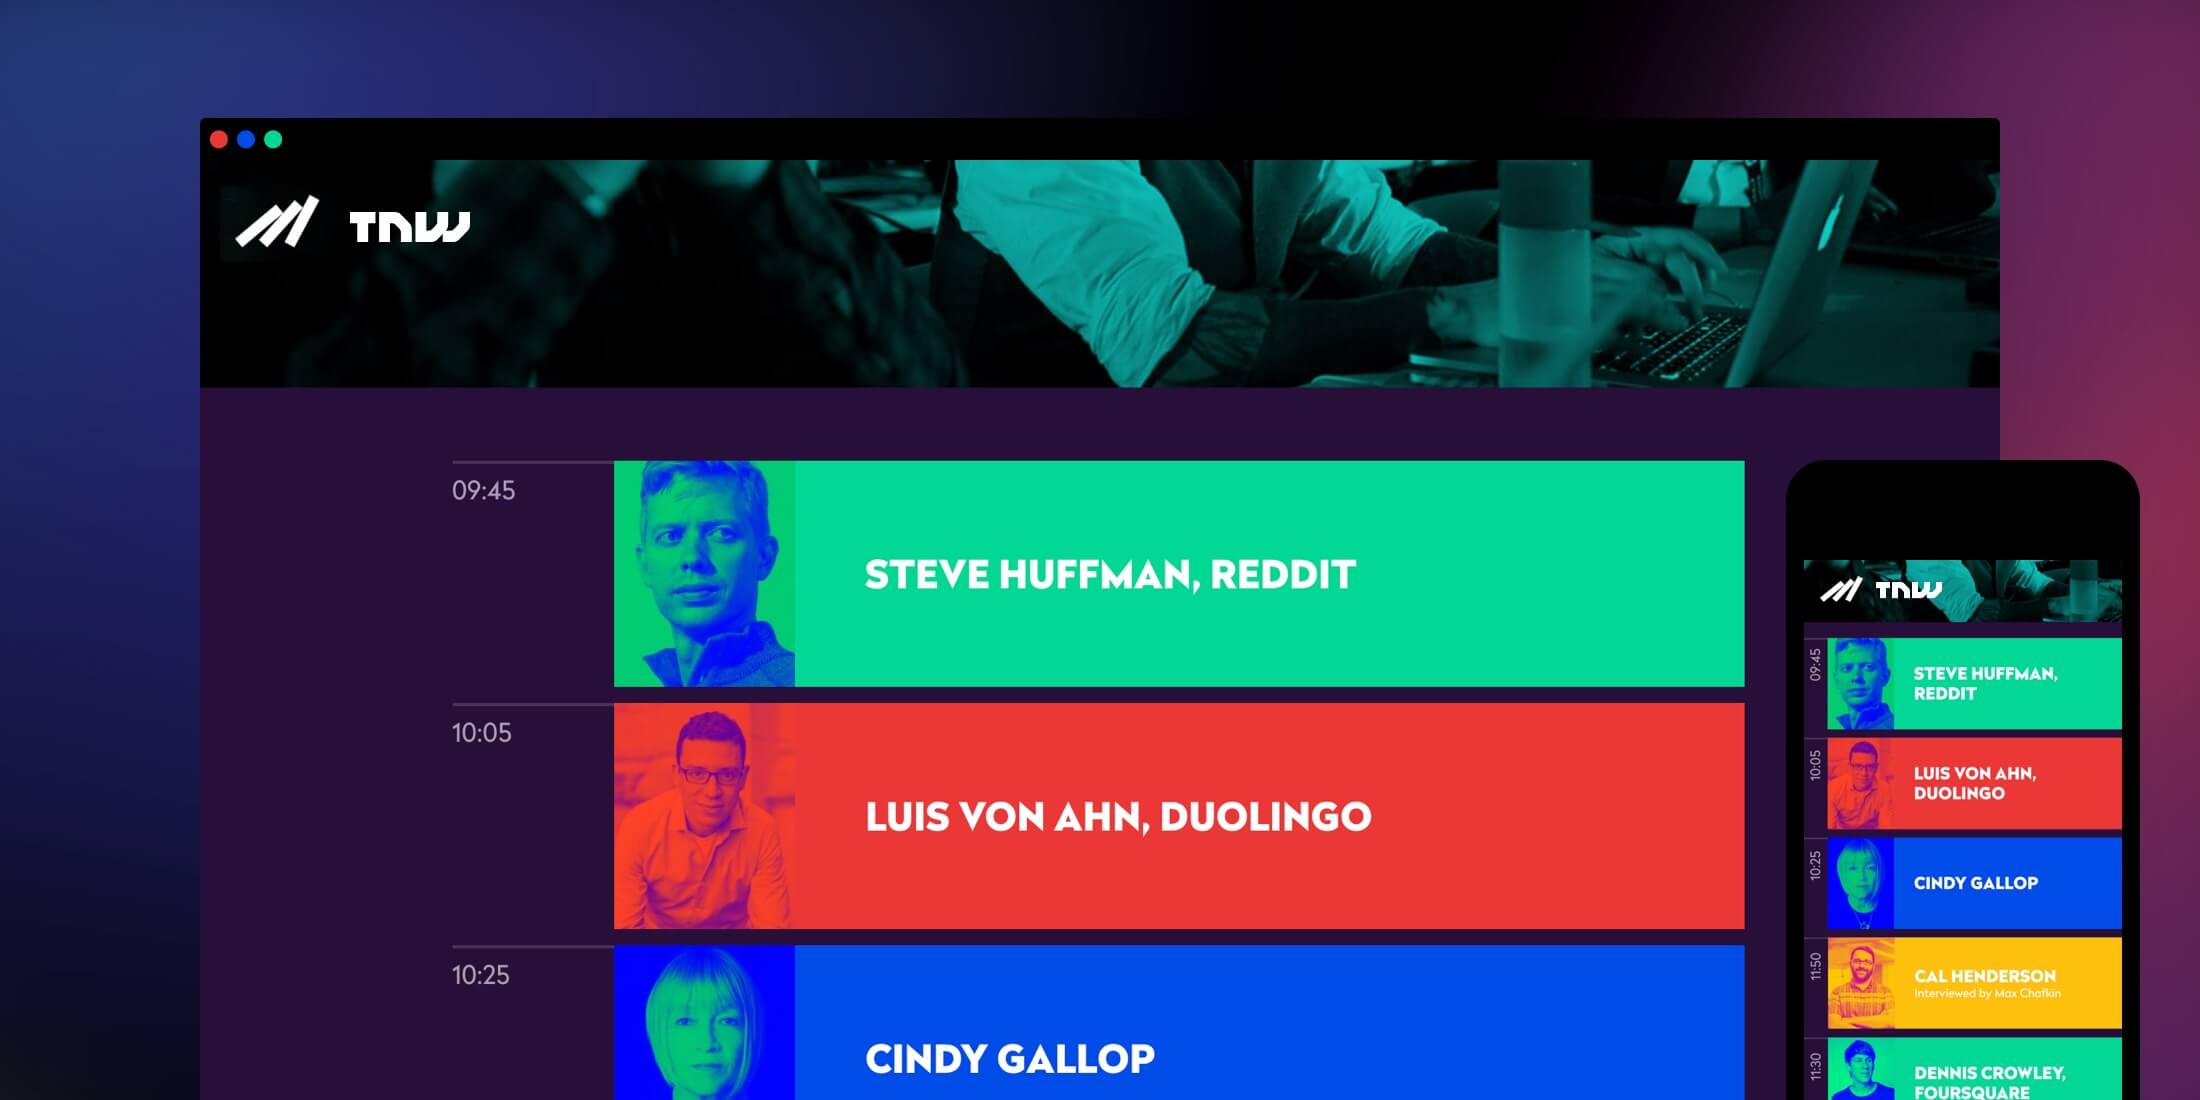 TNW
09:45
STEVE HUFFMAN, REDDIT
10:05
LUIS VON AHN, DUOLINGO
10:25
CINDY GALLOP
TNW
09:45
STEVE HUFFMAN,
REDDIT
10:05
LUIS VON AHN,
DUOLINGO
10:25
CINDY GALLOP
11:50
CAL HENDERSON
Interviewed by Max Chafkin
11:30
DENNIS CROWLEY,
FOURSQUARE